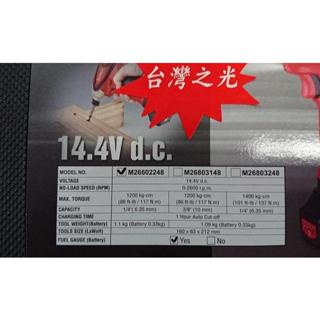 台灣之光
14.4V d.c.
MODEL NO. ☑ M26602248 ☐ M26803148 ☐ M26803248
VOLTAGE 14.4V d.c.
NO-LOAD SPEED (RPM) 0-2600 r.p.m.
MAX. TORQUE 1200 kg-cm (86 ft-lb / 117 N.m) 1200 kg-cm (86 ft-lb / 117 N.m) 1400 kg-cm (101 ft-lb / 137 N.m)
CAPACITY 1/4" (6.35 mm) 3/8" (10 mm) 1/4" (6.35 mm)
CHARGING TIME 1 Hour Auto Cut-off
TOOL WEIGHT(Battery) 1.1 kg (Battery 0.33kg) 1.09 kg (Battery 0.33kg)
TOOLS SIZE (LxWxH) 160 x 63 x 212 mm
FUEL GAUGE (Battery) ☑ Yes ☐ No